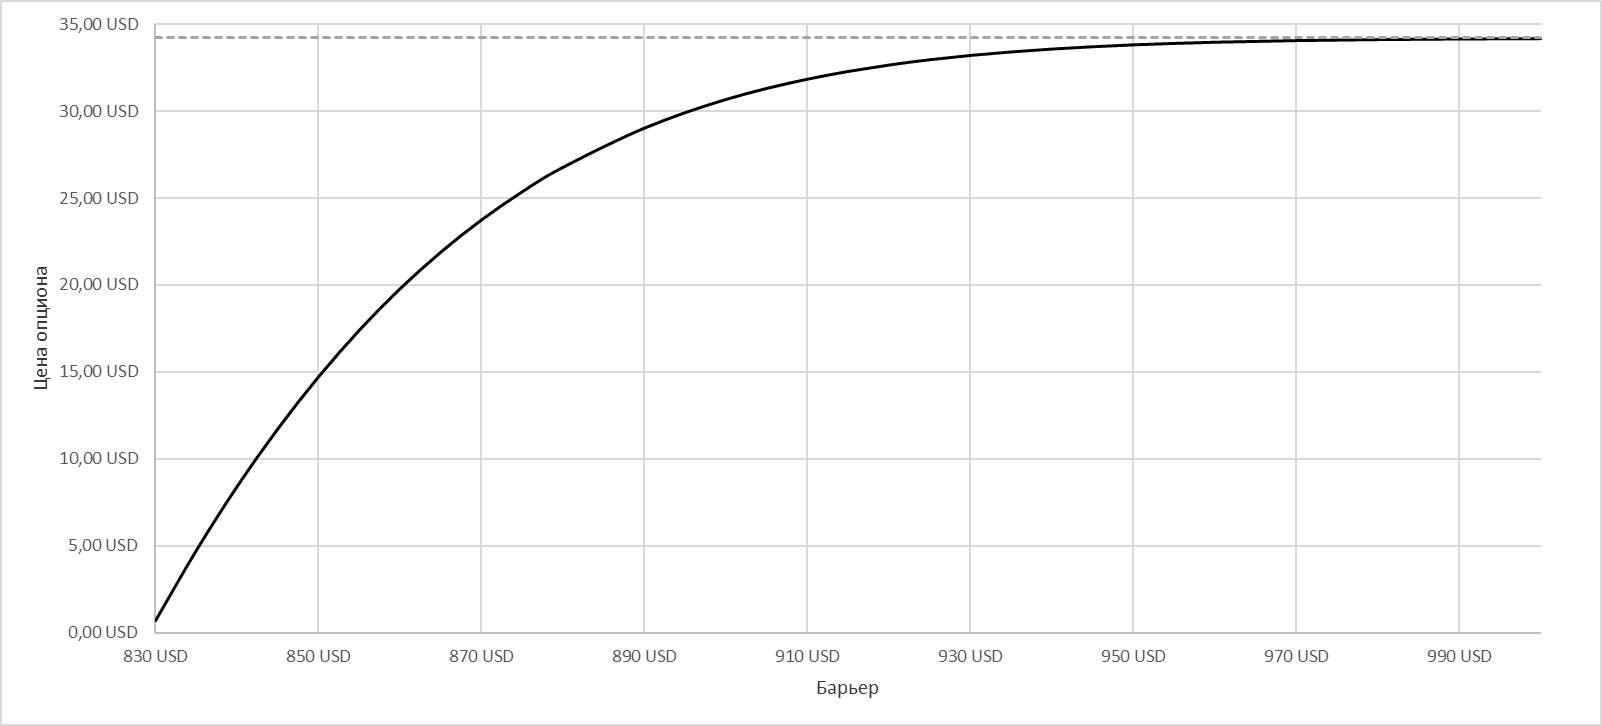 35,00 USD
30,00 USD
25,00 USD
20,00 USD
15,00 USD
10,00 USD
5,00 USD
0,00 USD
Цена опциона
830 USD
850 USD
870 USD
890 USD
910 USD
930 USD
950 USD
970 USD
990 USD
Барьер